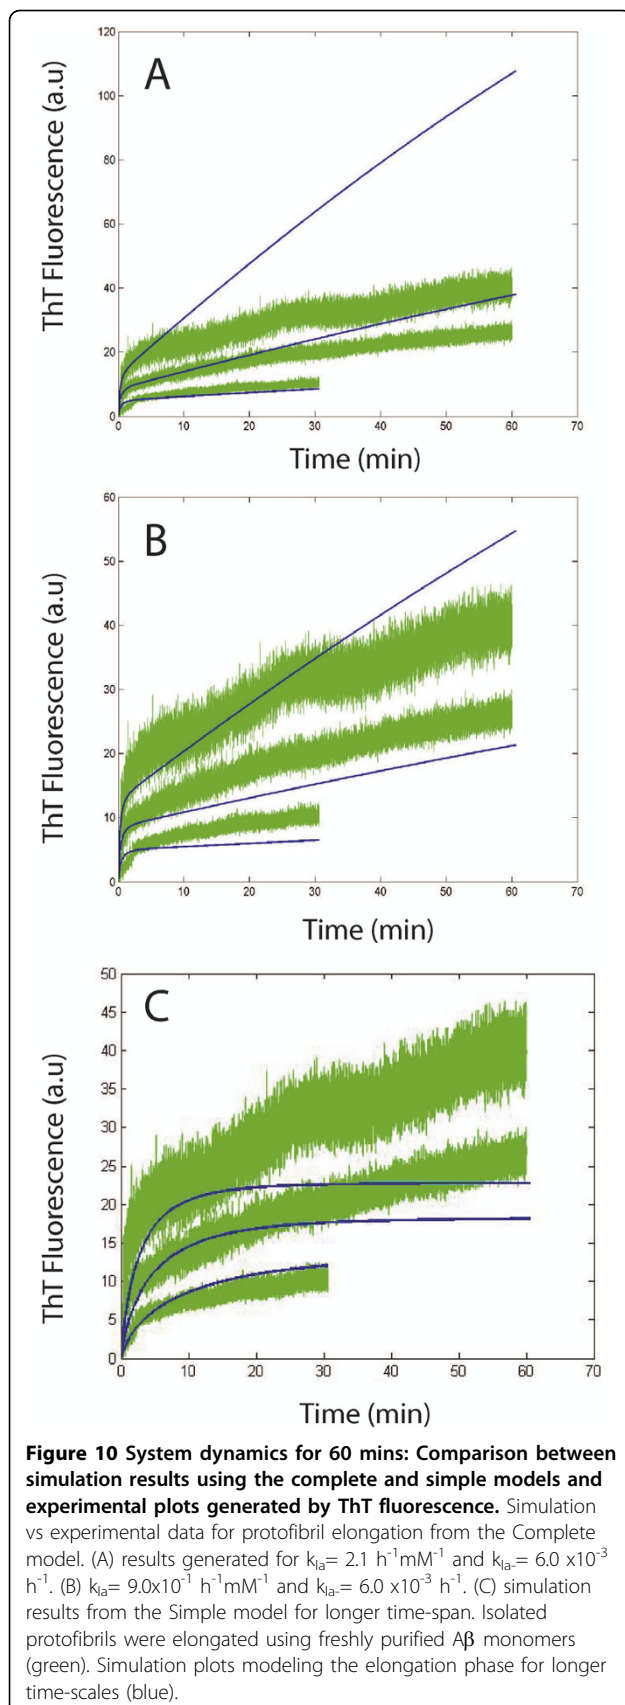 A
ThT Fluorescence (a.u)
120
100
80
60
40
20
0
0 10 20 30 40 50 60 70
Time (min)
B
ThT Fluorescence (a.u)
60
50
40
30
20
10
0
0 10 20 30 40 50 60 70
Time (min)
C
ThT Fluorescence (a.u)
50
45
40
35
30
25
20
15
10
5
0
0 10 20 30 40 50 60 70
Time (min)
Figure 10 System dynamics for 60 mins: Comparison between
simulation results using the complete and simple models and
experimental plots generated by ThT fluorescence. Simulation
vs experimental data for protofibril elongation from the Complete
model. (A) results generated for k_la= 2.1 h⁻¹mM⁻¹ and k_la-= 6.0 x10⁻³
h⁻¹. (B) k_la= 9.0x10⁻¹ h⁻¹mM⁻¹ and k_la-= 6.0 x10⁻³ h⁻¹. (C) simulation
results from the Simple model for longer time-span. Isolated
protofibrils were elongated using freshly purified Aβ monomers
(green). Simulation plots modeling the elongation phase for longer
time-scales (blue).